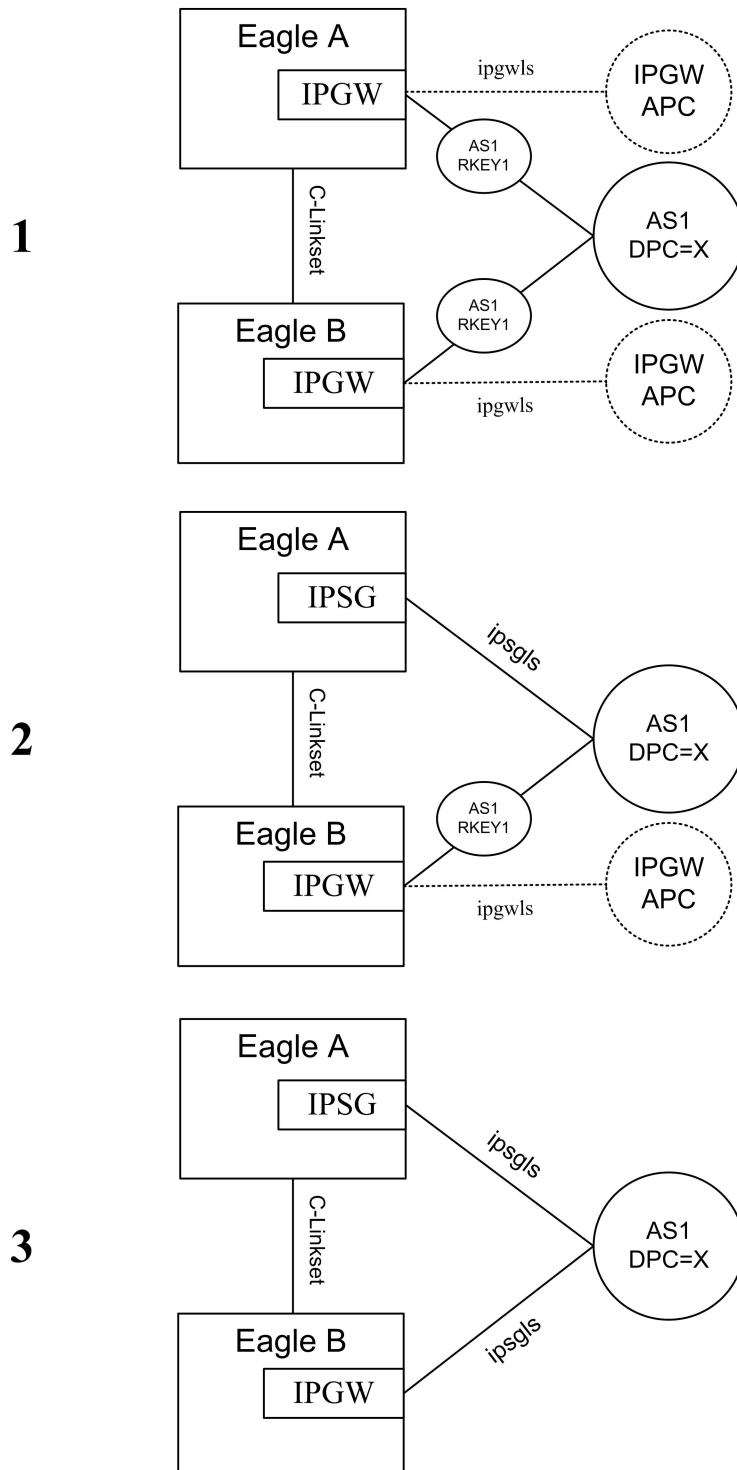 1
Eagle A
IPGW
ipgwls
IPGW
APC
AS1
RKEY1
C-Linkset
AS1
DPC=X
AS1
RKEY1
Eagle B
IPGW
ipgwls
IPGW
APC
2
Eagle A
IPSG
ipsgls
C-Linkset
AS1
DPC=X
AS1
RKEY1
Eagle B
IPGW
ipgwls
IPGW
APC
3
Eagle A
IPSG
ipsgls
C-Linkset
AS1
DPC=X
Eagle B
IPGW
ipsgls